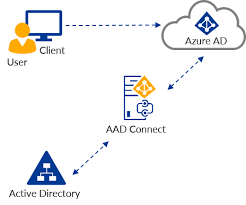 Client
User
Azure AD
AAD Connect
Active Directory